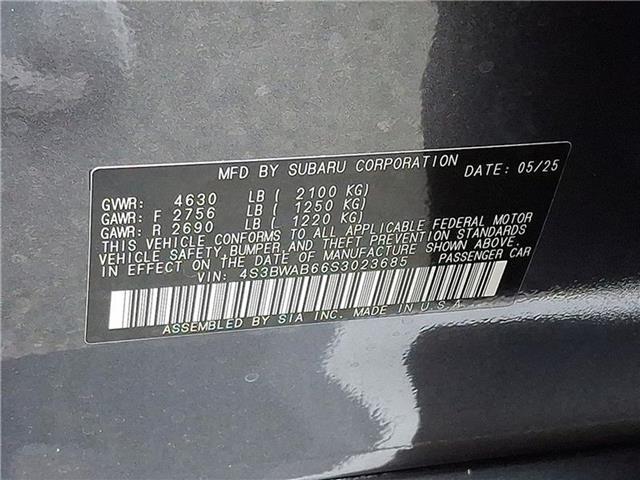 MFD BY SUBARU CORPORATION DATE: 05/25
GVWR: 4630 LB ( 2100 KG)
GAWR: F 2756 LB ( 1250 KG)
GAWR: R 2690 LB ( 1220 KG)
THIS VEHICLE CONFORMS TO ALL APPLICABLE FEDERAL MOTOR
VEHICLE SAFETY, BUMPER, AND THEFT PREVENTION STANDARDS
IN EFFECT ON THE DATE OF MANUFACTURE SHOWN ABOVE.
VIN: 4S3BWAB66S3023685 PASSENGER CAR
ASSEMBLED BY SIA INC. MADE IN U.S.A.